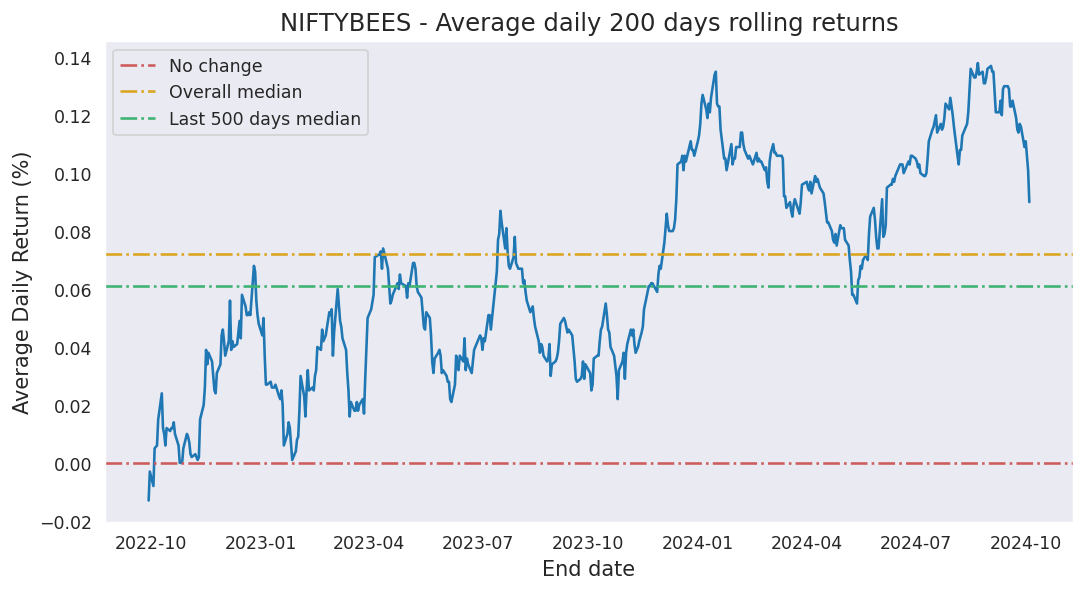 NIFTYBEES - Average daily 200 days rolling returns
No change
Overall median
Last 500 days median
Average Daily Return (%)
0.14
0.12
0.10
0.08
0.06
0.04
0.02
0.00
−0.02
2022-10 2023-01 2023-04 2023-07 2023-10 2024-01 2024-04 2024-07 2024-10
End date